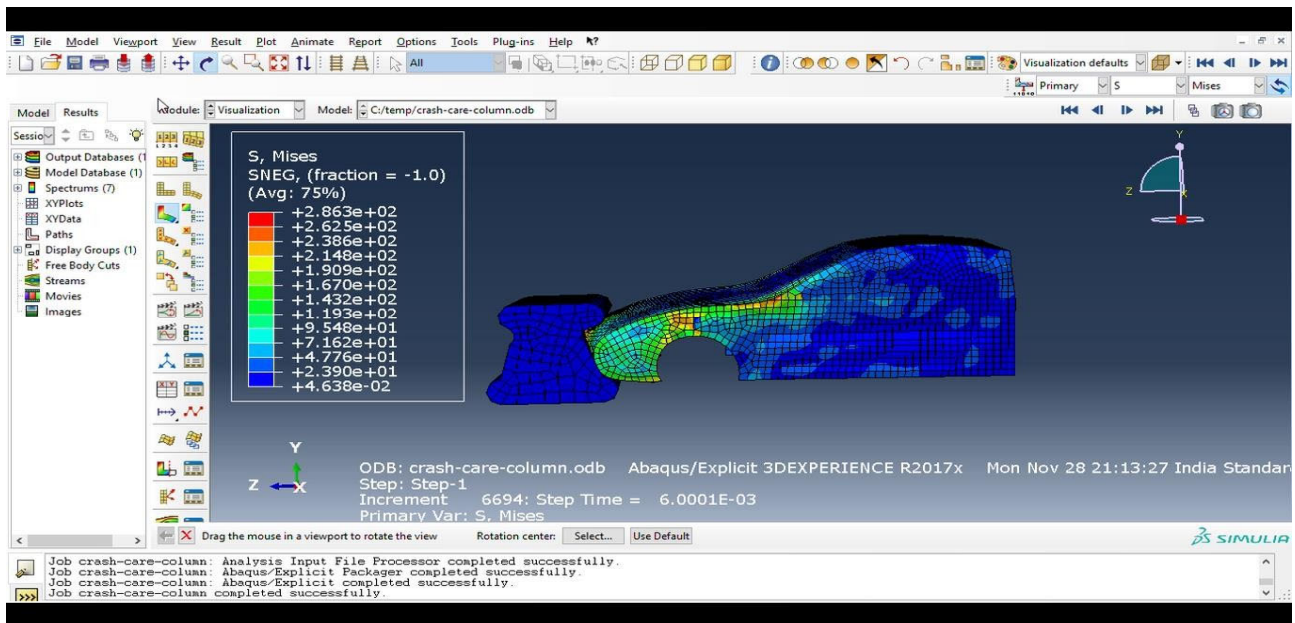 File Model Viewport View Result Plot Animate Report Options Tools Plug-ins Help
All
Visualization defaults
Primary S Mises
Model Results
Module: Visualization Model: C:/temp/crash-care-column.odb
Sessio
Output Databases (1
Model Database (1)
Spectrums (7)
XYPlots
XYData
Paths
Display Groups (1)
Free Body Cuts
Streams
Movies
Images
S, Mises
SNEG, (fraction = -1.0)
(Avg: 75%)
+2.863e+02
+2.625e+02
+2.386e+02
+2.148e+02
+1.909e+02
+1.670e+02
+1.432e+02
+1.193e+02
+9.548e+01
+7.162e+01
+4.776e+01
+2.390e+01
+4.638e-02
Y
Z
X
Y
Z
X
ODB: crash-care-column.odb Abaqus/Explicit 3DEXPERIENCE R2017x Mon Nov 28 21:13:27 India Standar
Step: Step-1
Increment 6694: Step Time = 6.0001E-03
Primary Var: S, Mises
Drag the mouse in a viewport to rotate the view Rotation center: Select... Use Default
SIMULIA
Job crash-care-column: Analysis Input File Processor completed successfully.
Job crash-care-column: Abaqus/Explicit Packager completed successfully.
Job crash-care-column: Abaqus/Explicit completed successfully.
Job crash-care-column completed successfully.